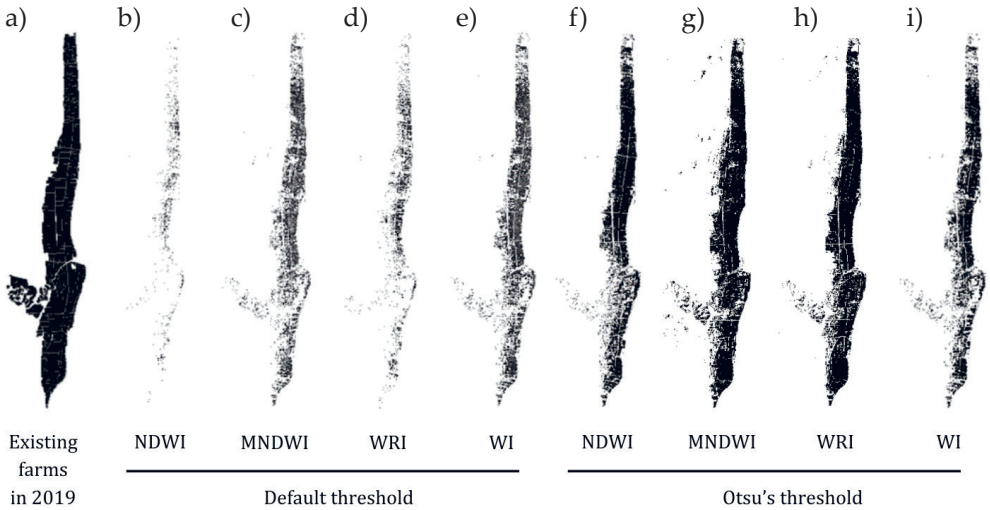 a) b) c) d) e) f) g) h) i)
Existing
farms
in 2019
NDWI MNDWI WRI WI NDWI MNDWI WRI WI
Default threshold Otsu's threshold